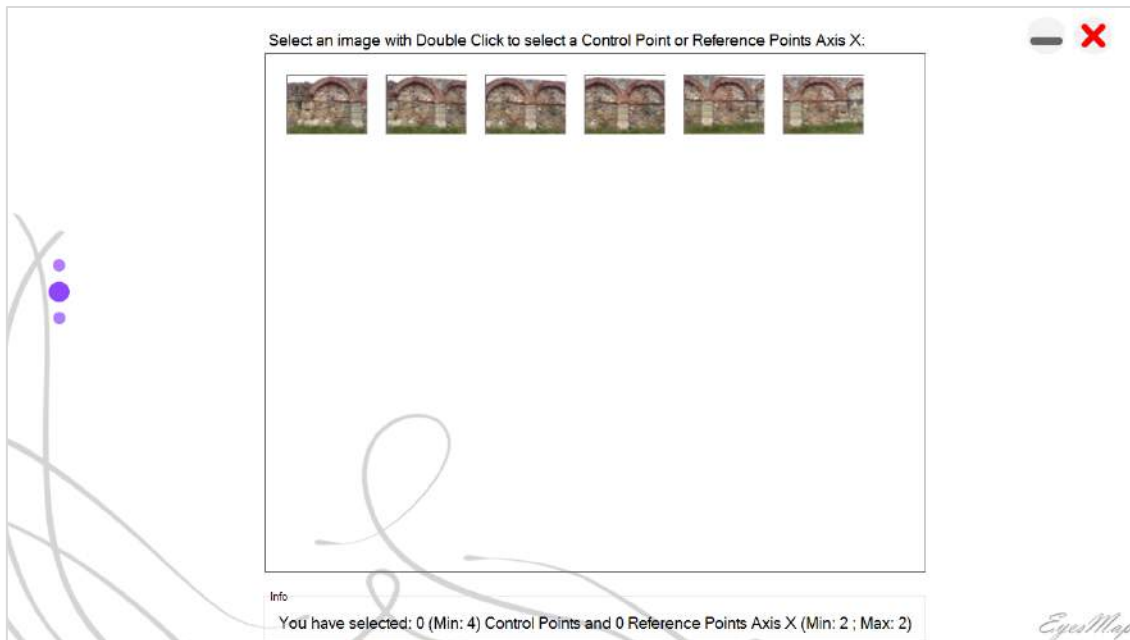 Select an image with Double Click to select a Control Point or Reference Points Axis X:
Info
You have selected: 0 (Min: 4) Control Points and 0 Reference Points Axis X (Min: 2 ; Max: 2)
EyesMap